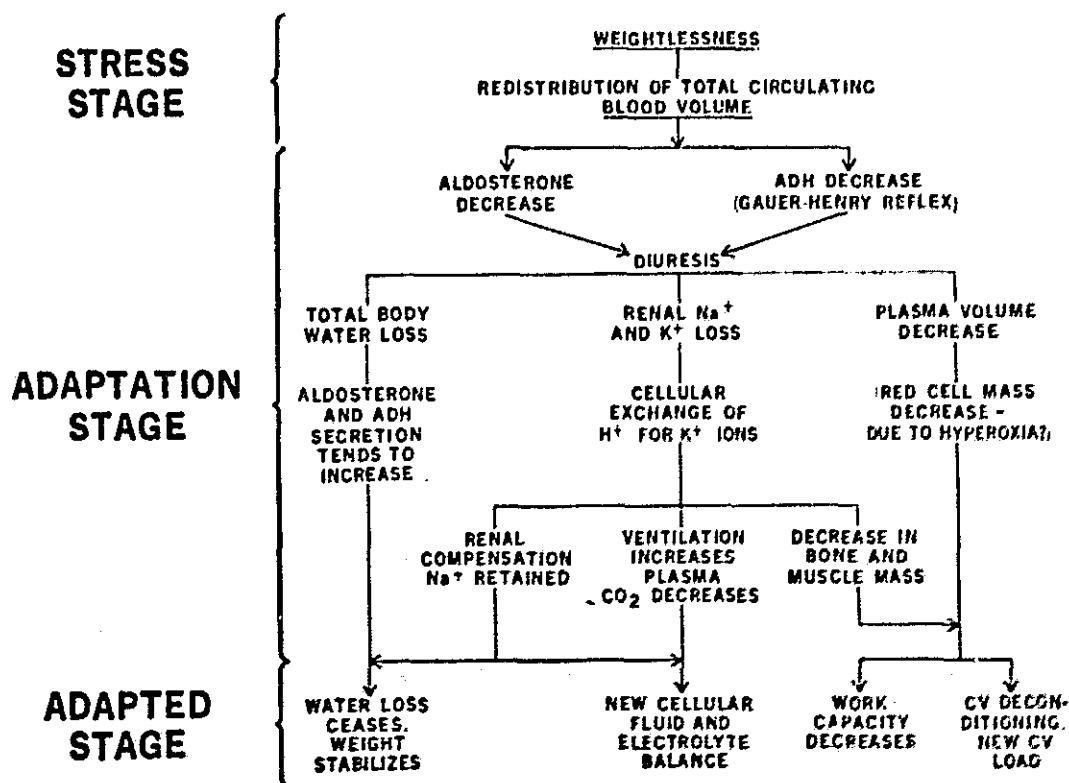 STRESS
STAGE
WEIGHTLESSNESS
REDISTRIBUTION OF TOTAL CIRCULATING
BLOOD VOLUME
ADAPTATION
STAGE
ALDOSTERONE
DECREASE
ADH DECREASE
(GAUER-HENRY REFLEX)
DIURESIS
TOTAL BODY
WATER LOSS
RENAL Na+
AND K+ LOSS
PLASMA VOLUME
DECREASE
ALDOSTERONE
AND ADH
SECRETION
TENDS TO
INCREASE
CELLULAR
EXCHANGE OF
H+ FOR K+ IONS
(RED CELL MASS
DECREASE -
DUE TO HYPEROXIA?)
RENAL
COMPENSATION
Na+ RETAINED
VENTILATION
INCREASES
PLASMA
CO2 DECREASES
DECREASE IN
BONE AND
MUSCLE MASS
ADAPTED
STAGE
WATER LOSS
CEASES,
WEIGHT
STABILIZES
NEW CELLULAR
FLUID AND
ELECTROLYTE
BALANCE
WORK
CAPACITY
DECREASES
CV DECON-
DITIONING,
NEW CV
LOAD